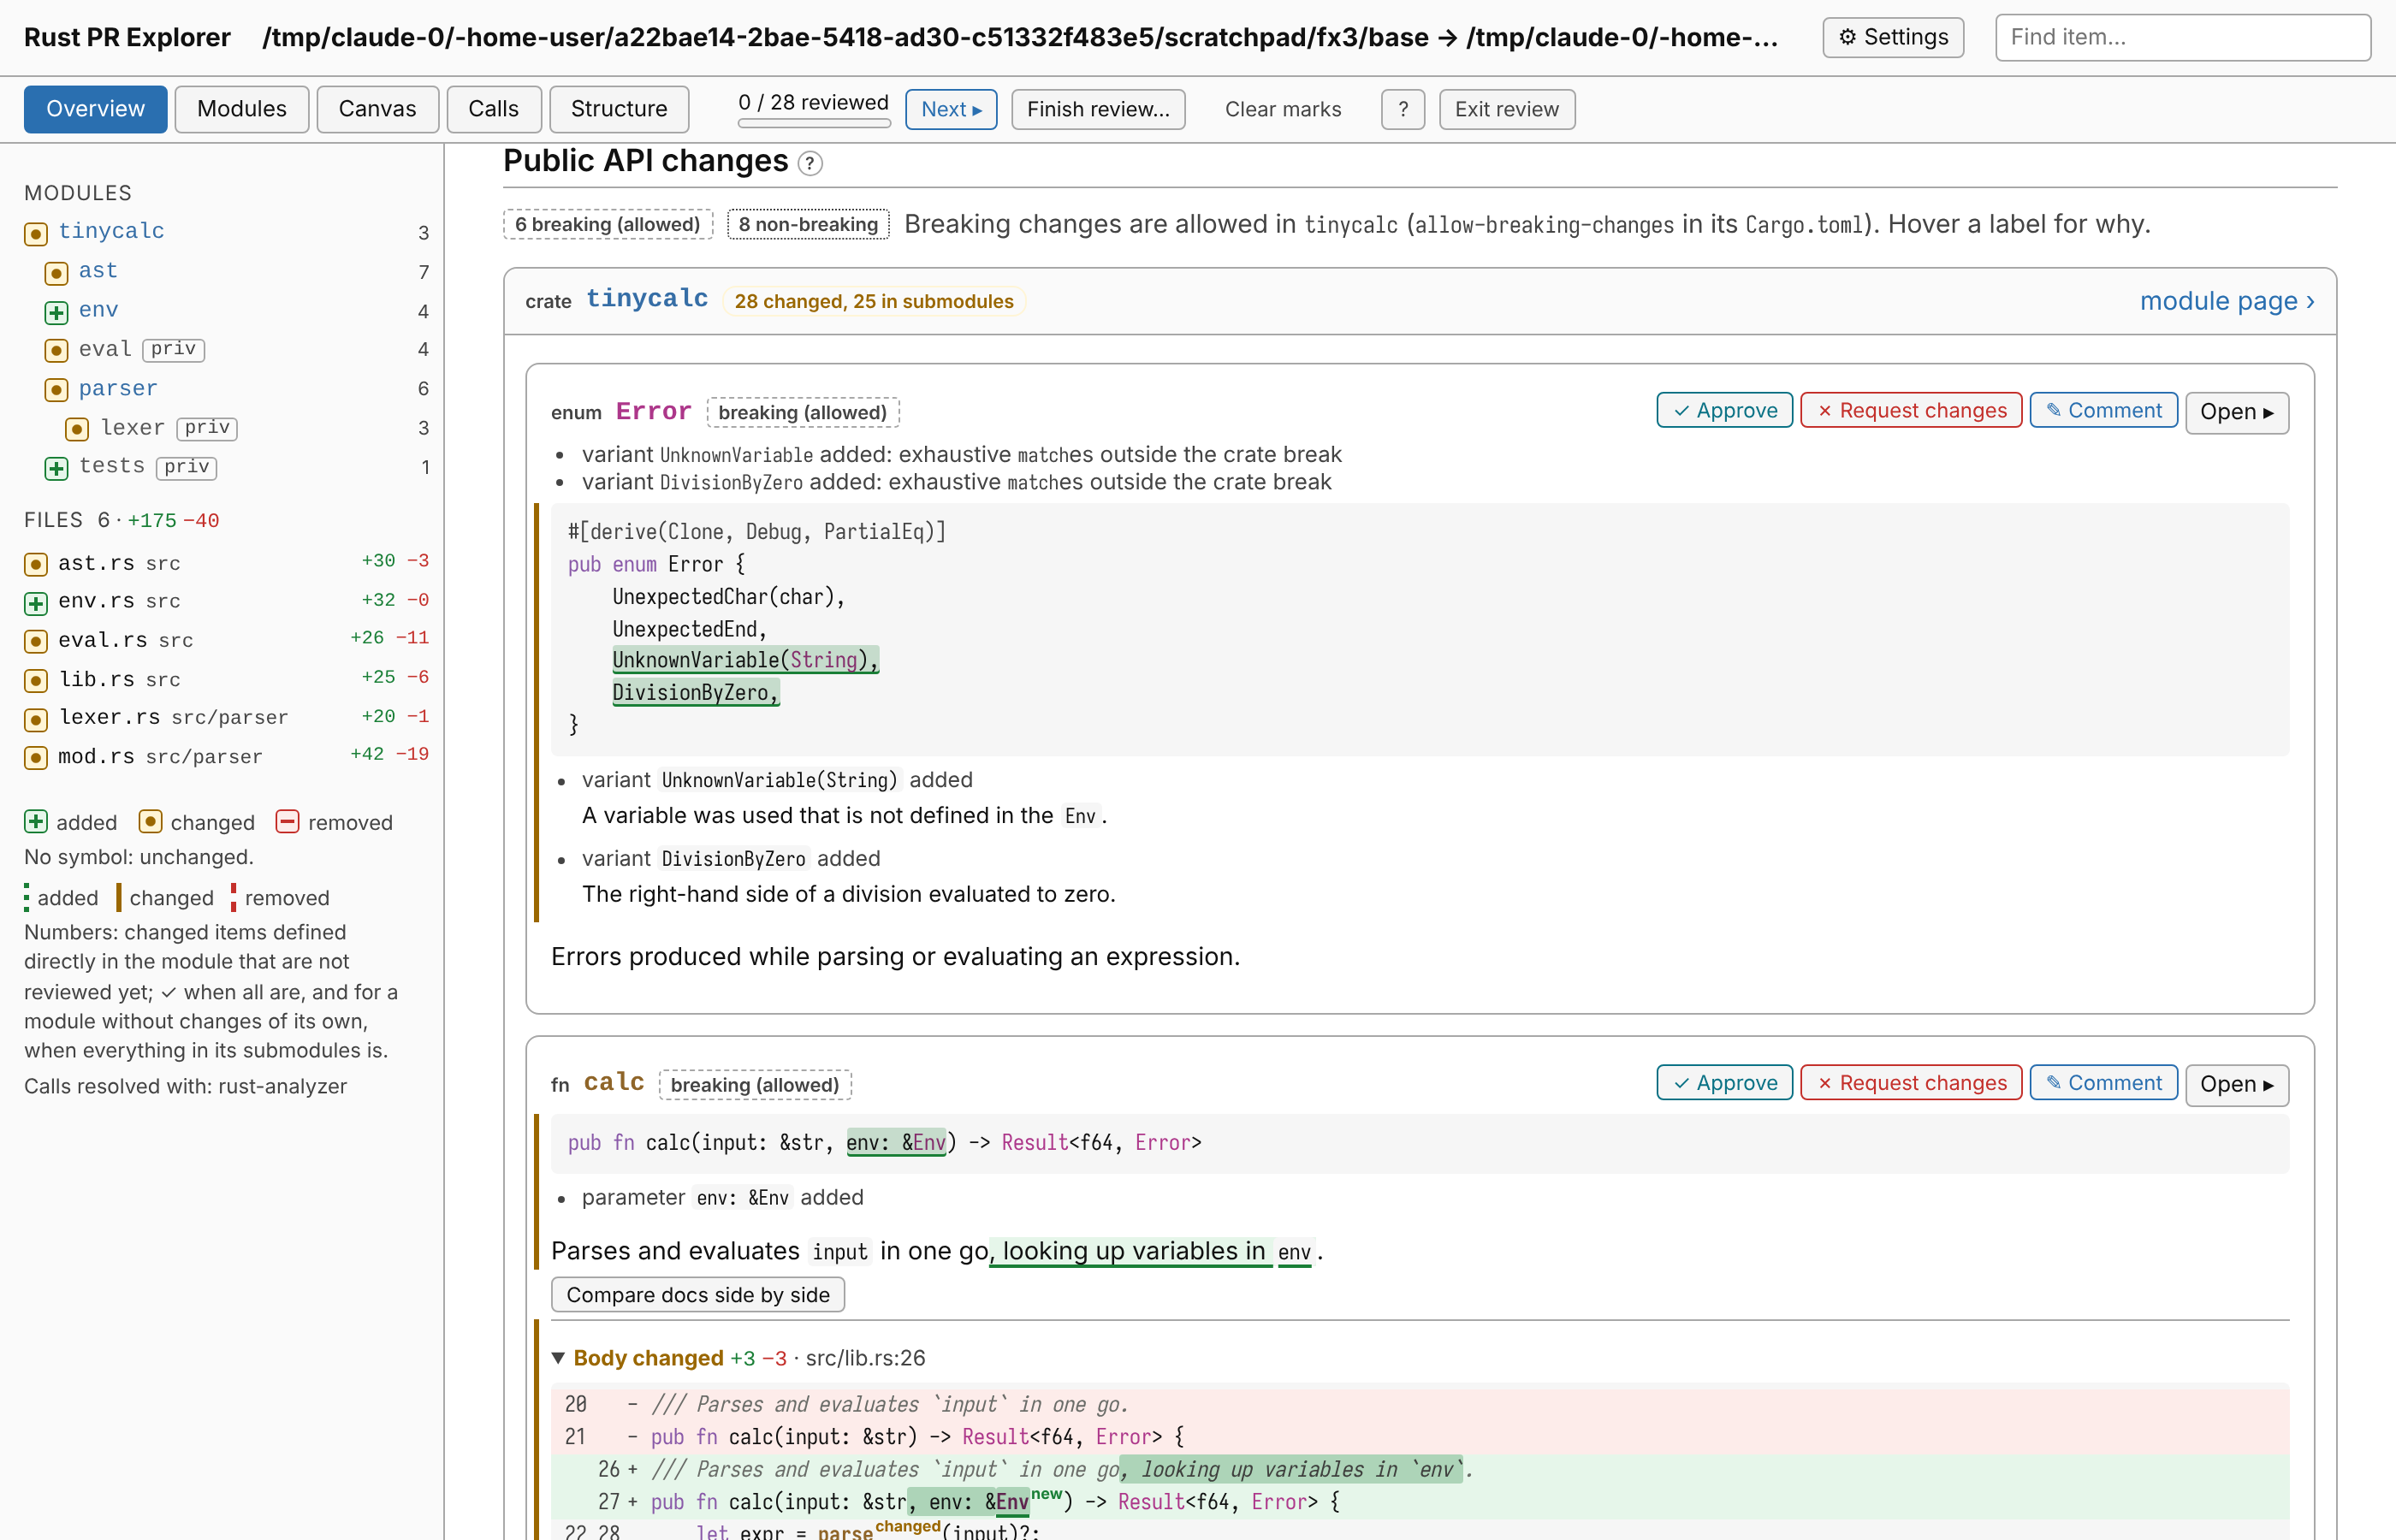 Rust PR Explorer /tmp/claude-0/-home-user/a22bae14-2bae-5418-ad30-c51332f483e5/scratchpad/fx3/base → /tmp/claude-0/-home-... ⚙ Settings Find item...
Overview Modules Canvas Calls Structure 0 / 28 reviewed Next ▸ Finish review... Clear marks ? Exit review
MODULES
tinycalc 3
ast 7
env 4
eval priv 4
parser 6
lexer priv 3
tests priv 1
FILES 6 · +175 −40
ast.rs src +30 −3
env.rs src +32 −0
eval.rs src +26 −11
lib.rs src +25 −6
lexer.rs src/parser +20 −1
mod.rs src/parser +42 −19
added changed removed
No symbol: unchanged.
added changed removed
Numbers: changed items defined
directly in the module that are not
reviewed yet; ✓ when all are, and for a
module without changes of its own,
when everything in its submodules is.
Calls resolved with: rust-analyzer
Public API changes ?
6 breaking (allowed) 8 non-breaking Breaking changes are allowed in tinycalc (allow-breaking-changes in its Cargo.toml). Hover a label for why.
crate tinycalc 28 changed, 25 in submodules module page ›
enum Error breaking (allowed) ✓ Approve × Request changes ✎ Comment Open ▸
• variant UnknownVariable added: exhaustive matches outside the crate break
• variant DivisionByZero added: exhaustive matches outside the crate break
#[derive(Clone, Debug, PartialEq)]
pub enum Error {
    UnexpectedChar(char),
    UnexpectedEnd,
    UnknownVariable(String),
    DivisionByZero,
}
• variant UnknownVariable(String) added
A variable was used that is not defined in the Env.
• variant DivisionByZero added
The right-hand side of a division evaluated to zero.
Errors produced while parsing or evaluating an expression.
fn calc breaking (allowed) ✓ Approve × Request changes ✎ Comment Open ▸
pub fn calc(input: &str, env: &Env) -> Result<f64, Error>
• parameter env: &Env added
Parses and evaluates input in one go, looking up variables in env.
Compare docs side by side
▼ Body changed +3 −3 · src/lib.rs:26
20 − /// Parses and evaluates `input` in one go.
21 − pub fn calc(input: &str) -> Result<f64, Error> {
26 + /// Parses and evaluates `input` in one go, looking up variables in `env`.
27 + pub fn calc(input: &str, env: &Env new) -> Result<f64, Error> {
22 28 let expr = parse changed(input)?;